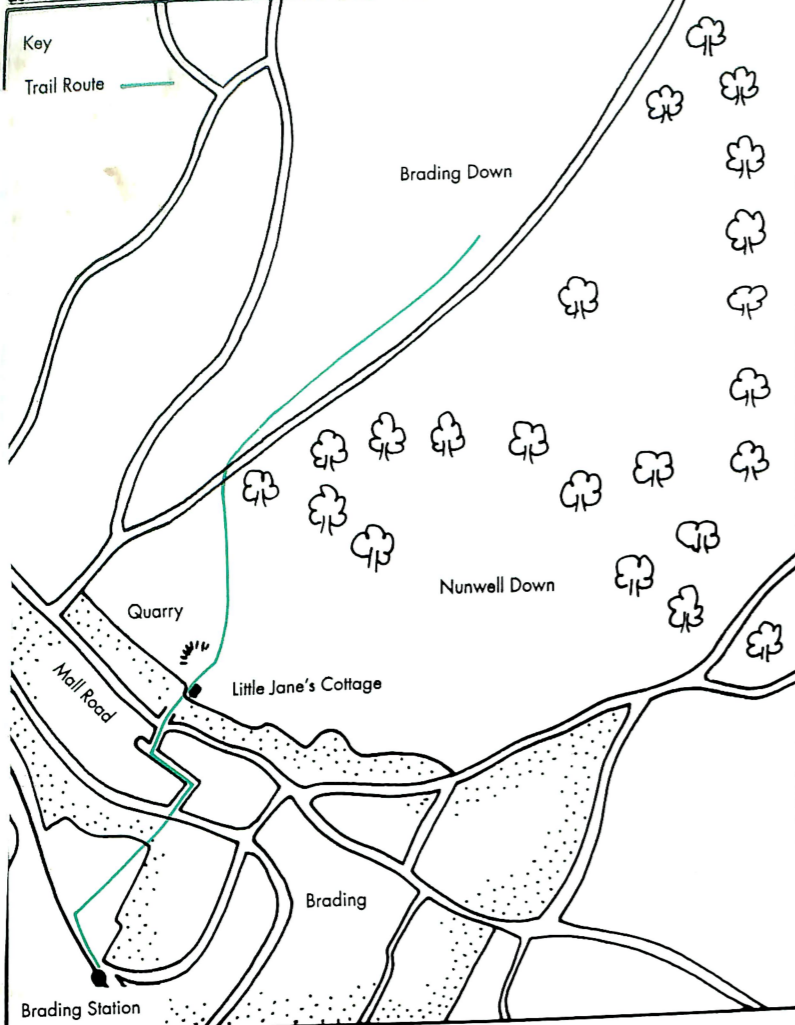 Key
Trail Route
Brading Down
Nunwell Down
Quarry
Little Jane's Cottage
Mall Road
Brading
Brading Station